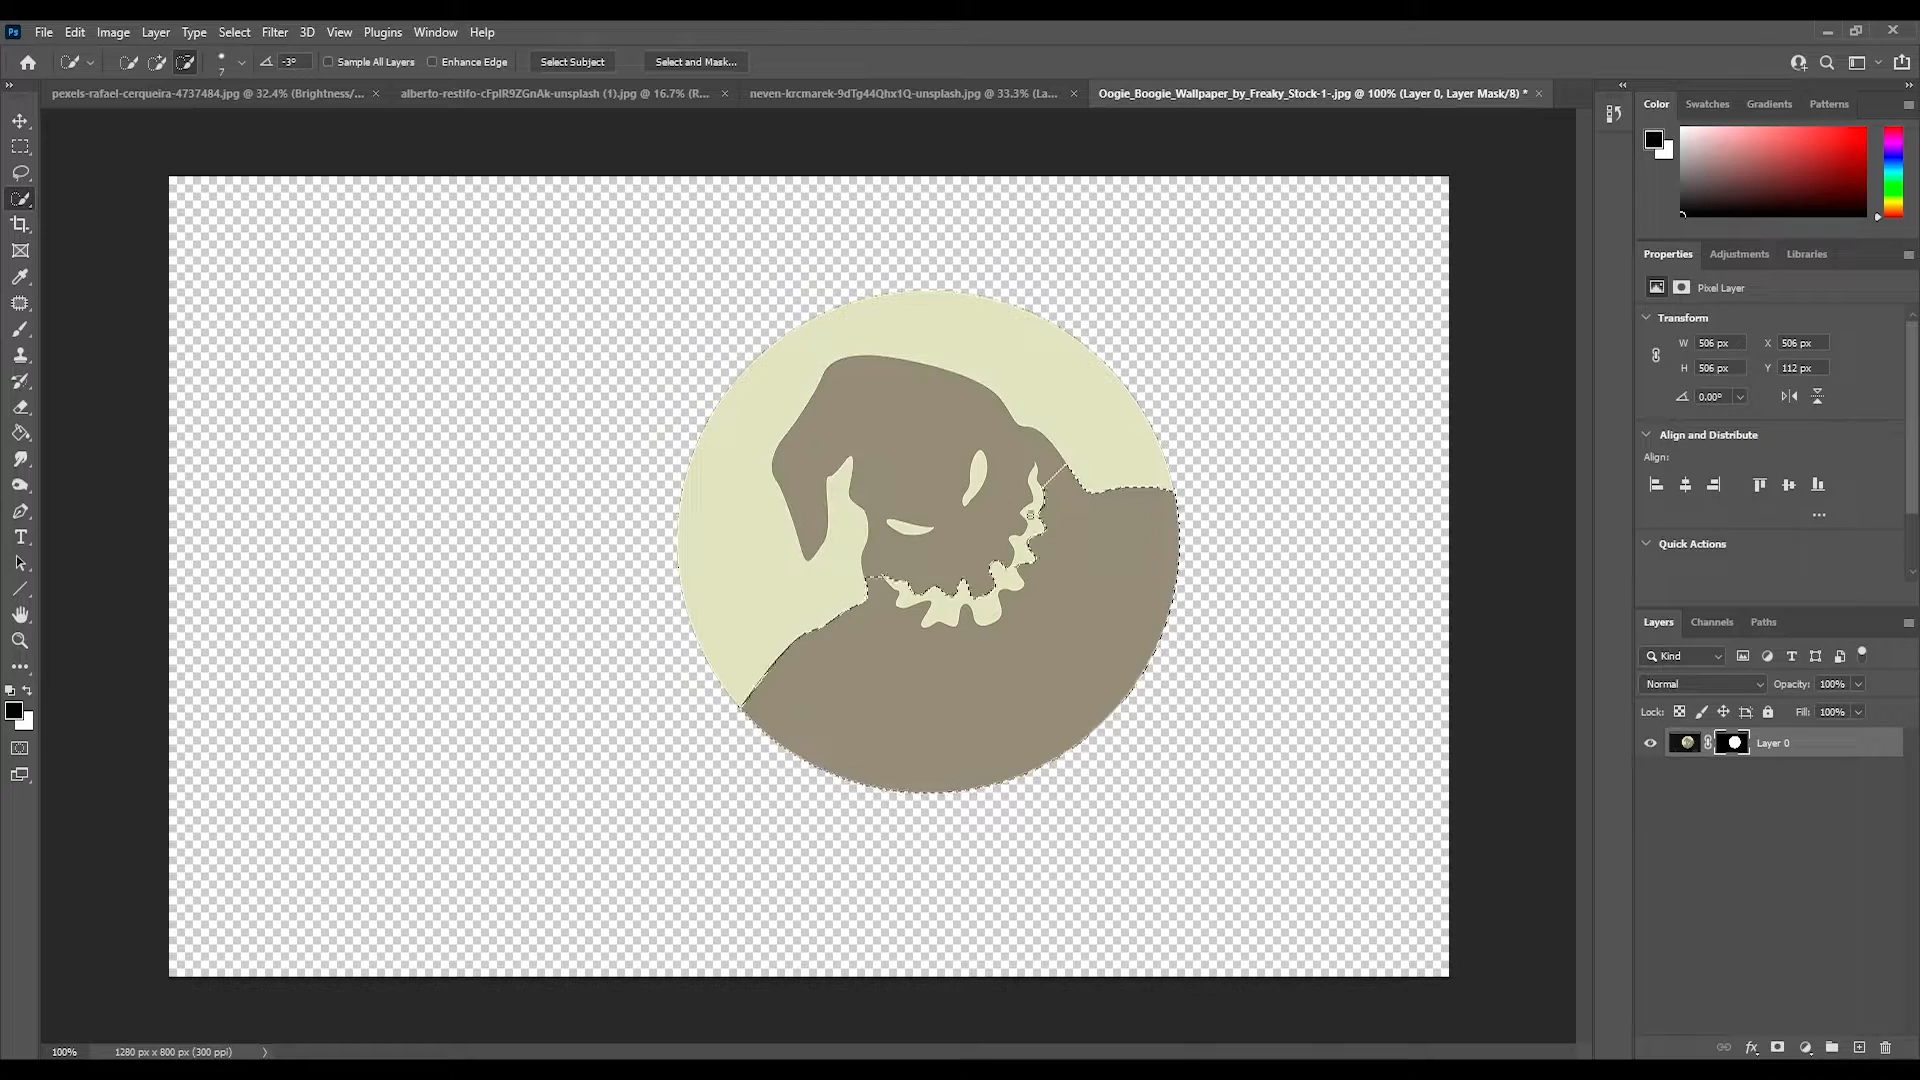 Ps File Edit Image Layer Type Select Filter 3D View Plugins Window Help
7 -3° Sample All Layers Enhance Edge Select Subject Select and Mask...
pexels-rafael-cerqueira-4737484.jpg @ 32.4% (Brightness/... × alberto-restifo-cFplR9ZGnAk-unsplash (1).jpg @ 16.7% (R... × neven-krcmarek-9dTg44Qhx1Q-unsplash.jpg @ 33.3% (La... × Oogie_Boogie_Wallpaper_by_Freaky_Stock-1-.jpg @ 100% (Layer 0, Layer Mask/8) * ×
Color Swatches Gradients Patterns
Properties Adjustments Libraries
Pixel Layer
Transform
W 506 px X 506 px
H 506 px Y 112 px
0.00°
Align and Distribute
Align:
Quick Actions
Layers Channels Paths
Kind
Normal Opacity: 100%
Lock: Fill: 100%
Layer 0
100% 1280 px x 800 px (300 ppi)